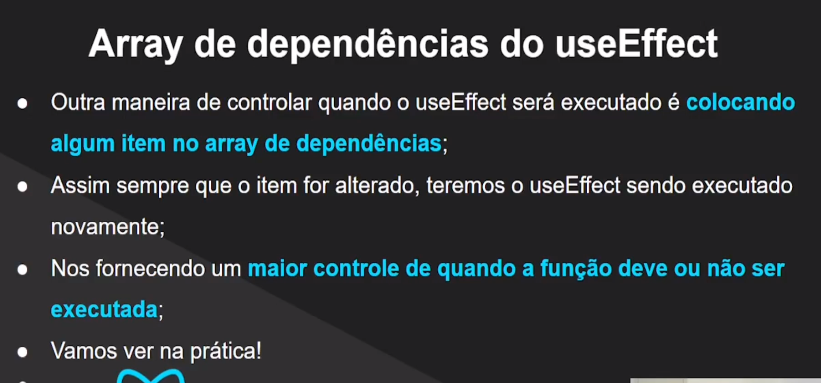 Array de dependências do useEffect
● Outra maneira de controlar quando o useEffect será executado é colocando
algum item no array de dependências;
● Assim sempre que o item for alterado, teremos o useEffect sendo executado
novamente;
● Nos fornecendo um maior controle de quando a função deve ou não ser
executada;
● Vamos ver na prática!